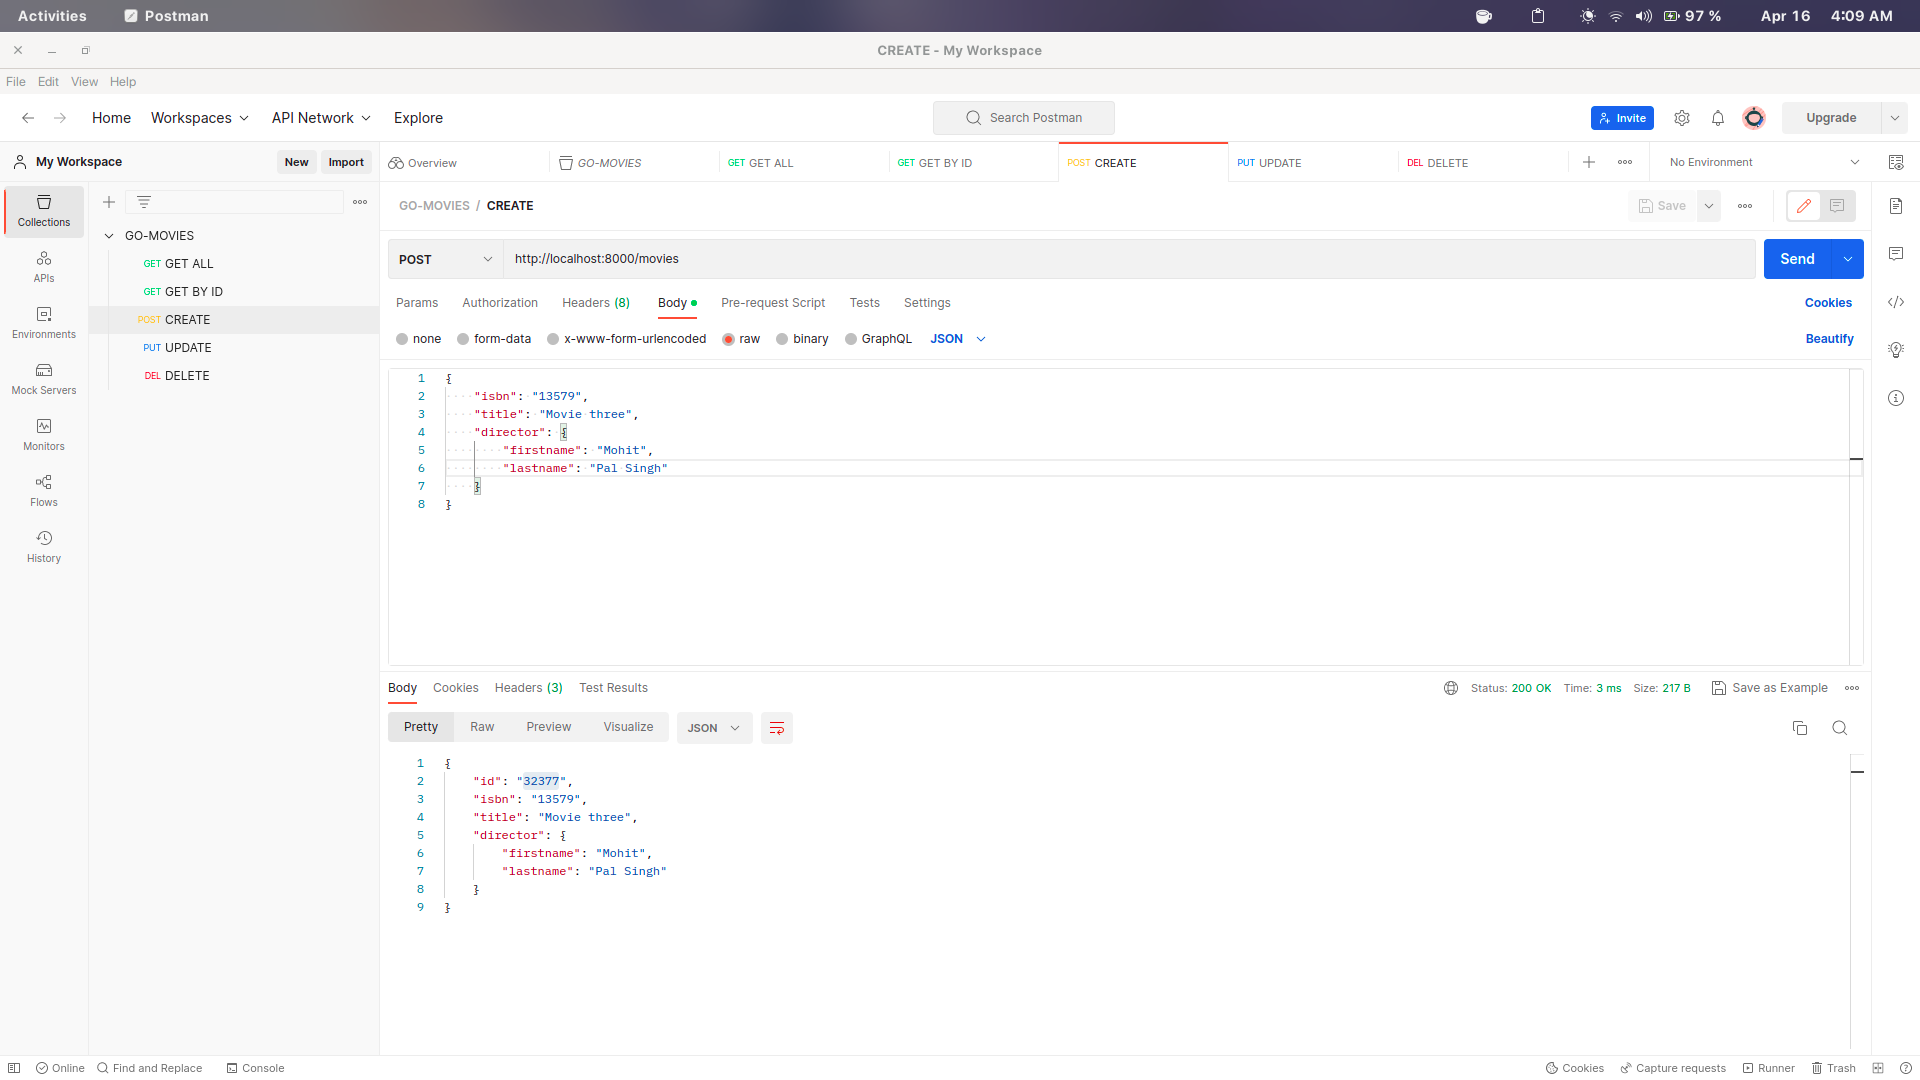 Activities Postman 97 % Apr 16 4:09 AM
CREATE - My Workspace
File Edit View Help
Home Workspaces API Network Explore Search Postman Invite Upgrade
My Workspace New Import Overview GO-MOVIES GET GET ALL GET GET BY ID POST CREATE PUT UPDATE DEL DELETE No Environment
Collections
APIs
Environments
Mock Servers
Monitors
Flows
History
GO-MOVIES
GET GET ALL
GET GET BY ID
POST CREATE
PUT UPDATE
DEL DELETE
GO-MOVIES / CREATE Save
POST http://localhost:8000/movies Send
Params Authorization Headers (8) Body Pre-request Script Tests Settings Cookies
none form-data x-www-form-urlencoded raw binary GraphQL JSON Beautify
1 {
2 "isbn": "13579",
3 "title": "Movie three",
4 "director": {
5 "firstname": "Mohit",
6 "lastname": "Pal Singh"
7 }
8 }
Body Cookies Headers (3) Test Results Status: 200 OK Time: 3 ms Size: 217 B Save as Example
Pretty Raw Preview Visualize JSON
1 {
2 "id": "32377",
3 "isbn": "13579",
4 "title": "Movie three",
5 "director": {
6 "firstname": "Mohit",
7 "lastname": "Pal Singh"
8 }
9 }
Online Find and Replace Console Cookies Capture requests Runner Trash